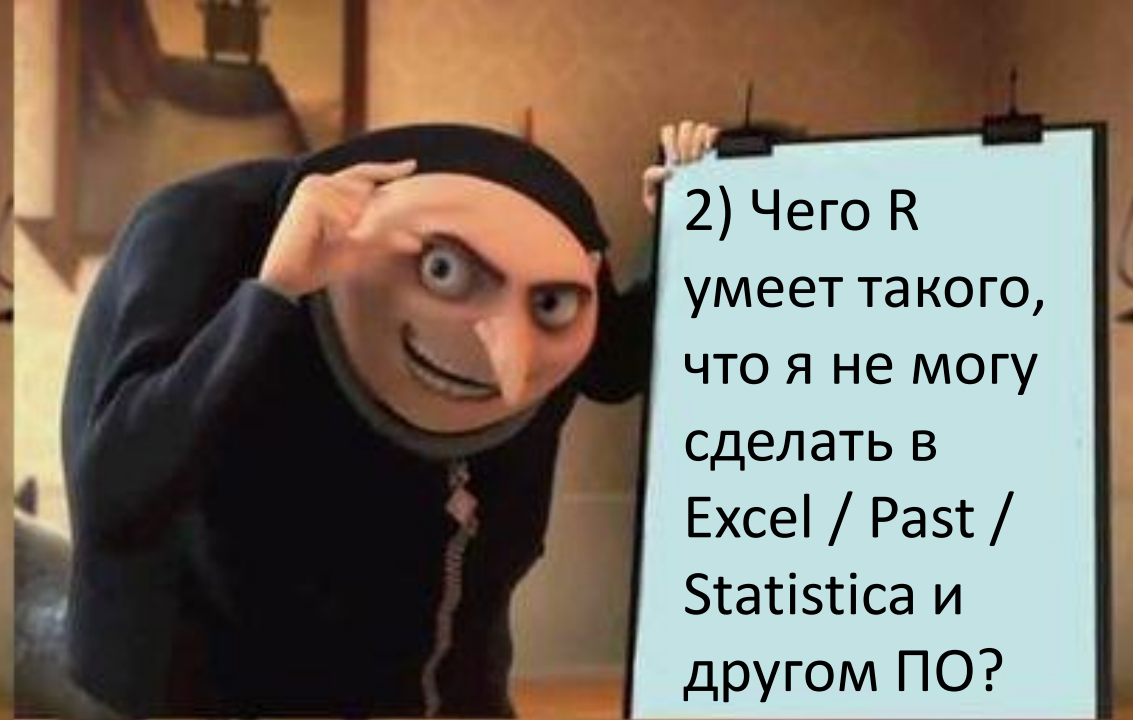 2) Чего R
умеет такого,
что я не могу
сделать в
Excel / Past /
Statistica и
другом ПО?